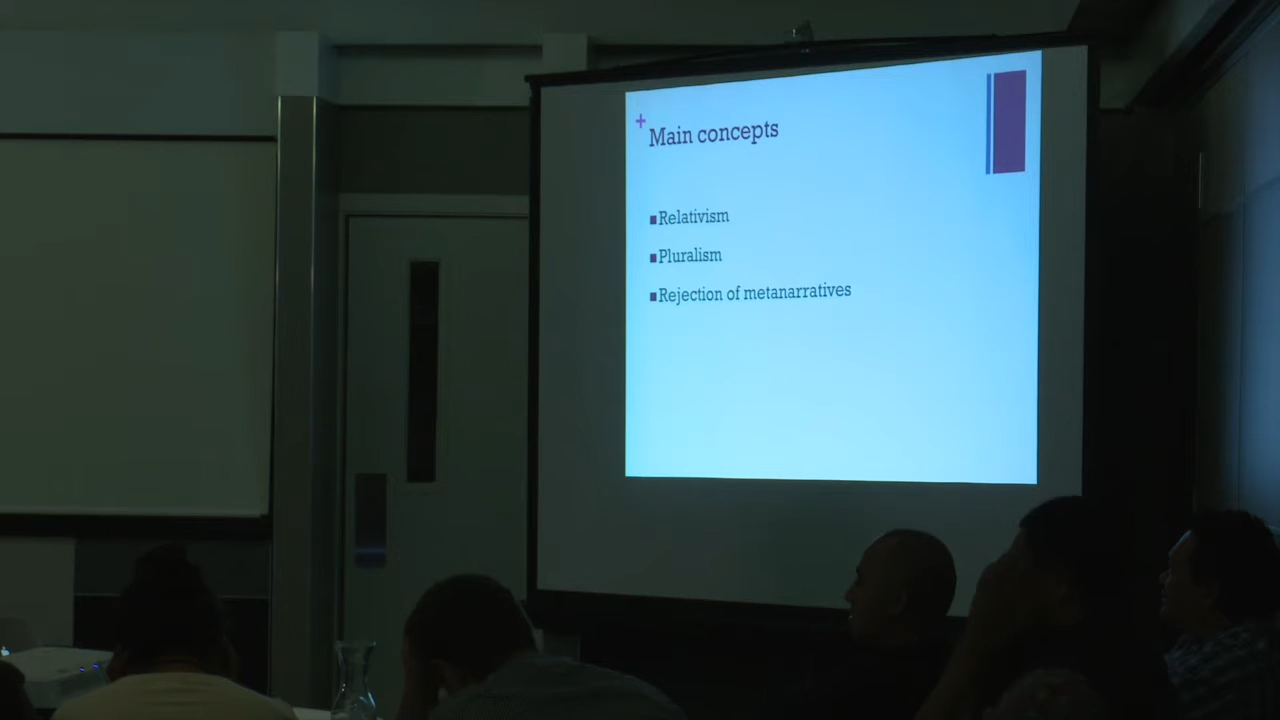 +
Main concepts
Relativism
Pluralism
Rejection of metanarratives